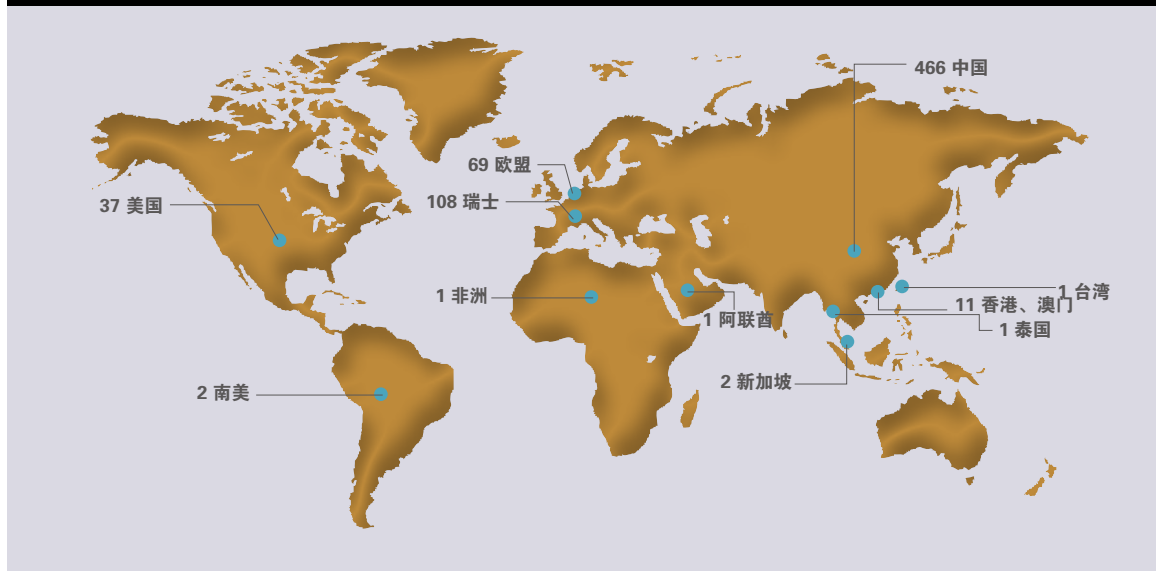 466 中国
69 欧盟
108 瑞士
37 美国
1 非洲
1 台湾
11 香港、澳门
1 阿联酋
1 泰国
2 新加坡
2 南美